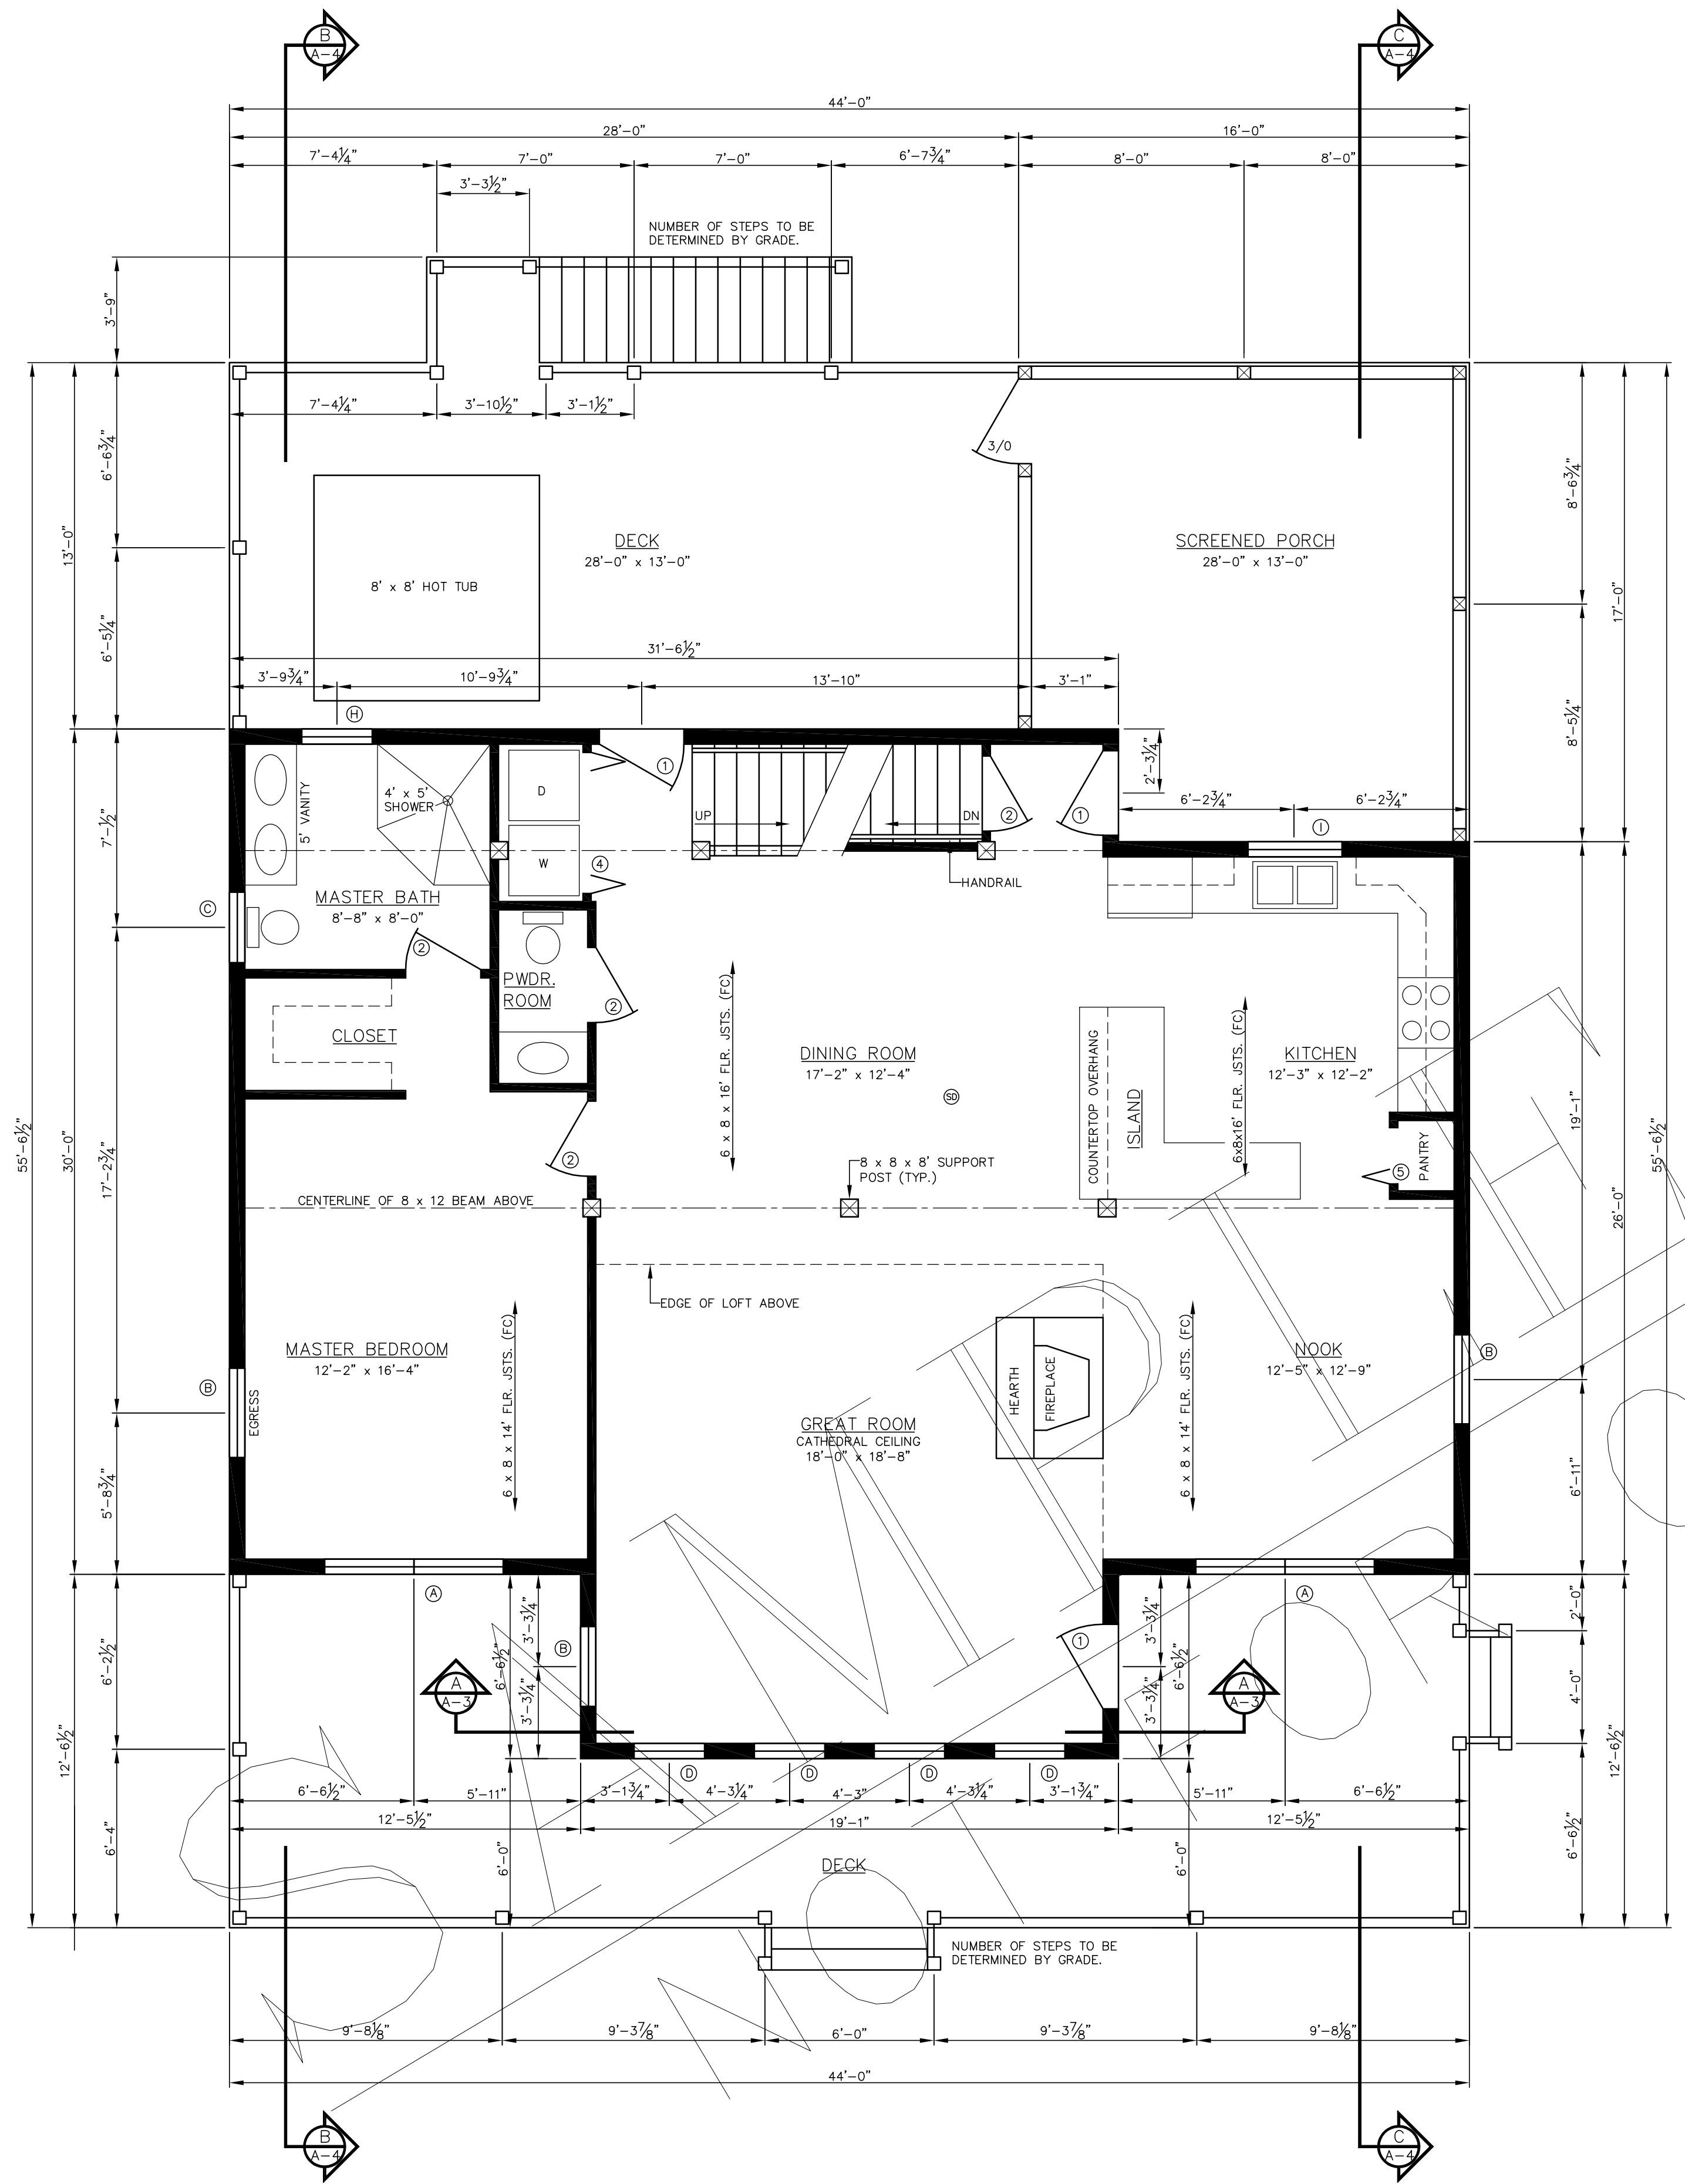 B
A-4
C
A-4
44'-0"
28'-0"
16'-0"
7'-4¼"
7'-0"
7'-0"
6'-7¾"
8'-0"
8'-0"
3'-3½"
NUMBER OF STEPS TO BE
DETERMINED BY GRADE.
3'-9"
7'-4¼"
3'-10½"
3'-1½"
3/0
6'-6¾"
8'-6¾"
13'-0"
DECK
28'-0" x 13'-0"
SCREENED PORCH
28'-0" x 13'-0"
8' x 8' HOT TUB
17'-0"
6'-5¼"
31'-6½"
3'-9¾"
10'-9¾"
13'-10"
3'-1"
8'-5¼"
H
2'-3¼"
1
D
4' x 5'
SHOWER
5' VANITY
UP
DN
2
1
6'-2¾"
6'-2¾"
I
7'-½"
W
4
HANDRAIL
MASTER BATH
8'-8" x 8'-0"
C
2
PWDR.
ROOM
2
CLOSET
6 x 8 x 16' FLR. JSTS. (FC)
DINING ROOM
17'-2" x 12'-4"
SD
COUNTERTOP OVERHANG
ISLAND
6x8x16' FLR. JSTS. (FC)
KITCHEN
12'-3" x 12'-2"
19'-1"
55'-6½"
30'-0"
17'-2¾"
2
8 x 8 x 8' SUPPORT
POST (TYP.)
PANTRY
5
55'-6½"
26'-0"
CENTERLINE OF 8 x 12 BEAM ABOVE
EDGE OF LOFT ABOVE
MASTER BEDROOM
12'-2" x 16'-4"
6 x 8 x 14' FLR. JSTS. (FC)
B
EGRESS
HEARTH
FIREPLACE
6 x 8 x 14' FLR. JSTS. (FC)
NOOK
12'-5" x 12'-9"
B
GREAT ROOM
CATHEDRAL CEILING
18'-0" x 18'-8"
5'-8¾"
6'-11"
A
A
3'-3¼"
3'-3¼"
2'-0"
6'-2½"
6'-6½"
B
1
6'-6½"
3'-3¼"
3'-3¼"
4'-0"
A
A-3
A
A-3
12'-6½"
12'-6½"
D
D
D
D
6'-6½"
5'-11"
3'-1¾"
4'-3¼"
4'-3"
4'-3¼"
3'-1¾"
5'-11"
6'-6½"
12'-5½"
19'-1"
12'-5½"
6'-4"
6'-0"
DECK
6'-0"
6'-6½"
NUMBER OF STEPS TO BE
DETERMINED BY GRADE.
9'-8⅛"
9'-3⅞"
6'-0"
9'-3⅞"
9'-8⅛"
44'-0"
B
A-4
C
A-4